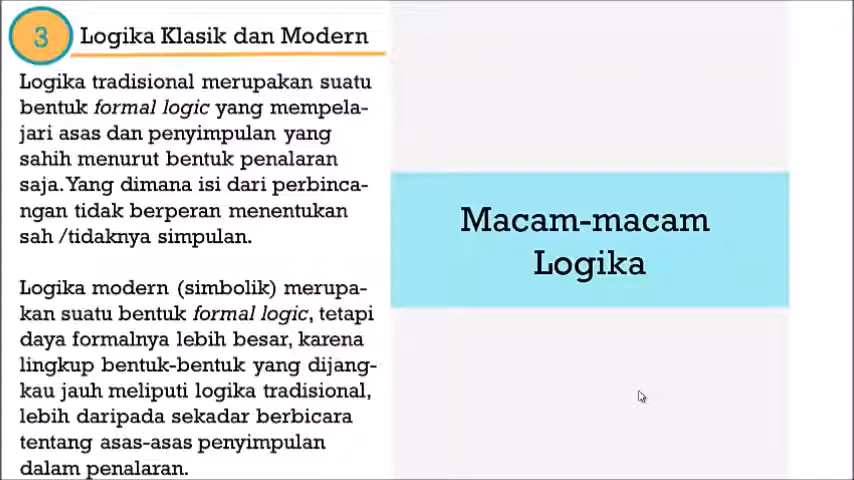 3 Logika Klasik dan Modern
Logika tradisional merupakan suatu
bentuk formal logic yang mempela-
jari asas dan penyimpulan yang
sahih menurut bentuk penalaran
saja. Yang dimana isi dari perbinca-
ngan tidak berperan menentukan
sah /tidaknya simpulan.
Logika modern (simbolik) merupa-
kan suatu bentuk formal logic, tetapi
daya formalnya lebih besar, karena
lingkup bentuk-bentuk yang dijang-
kau jauh meliputi logika tradisional,
lebih daripada sekadar berbicara
tentang asas-asas penyimpulan
dalam penalaran.
Macam-macam
Logika